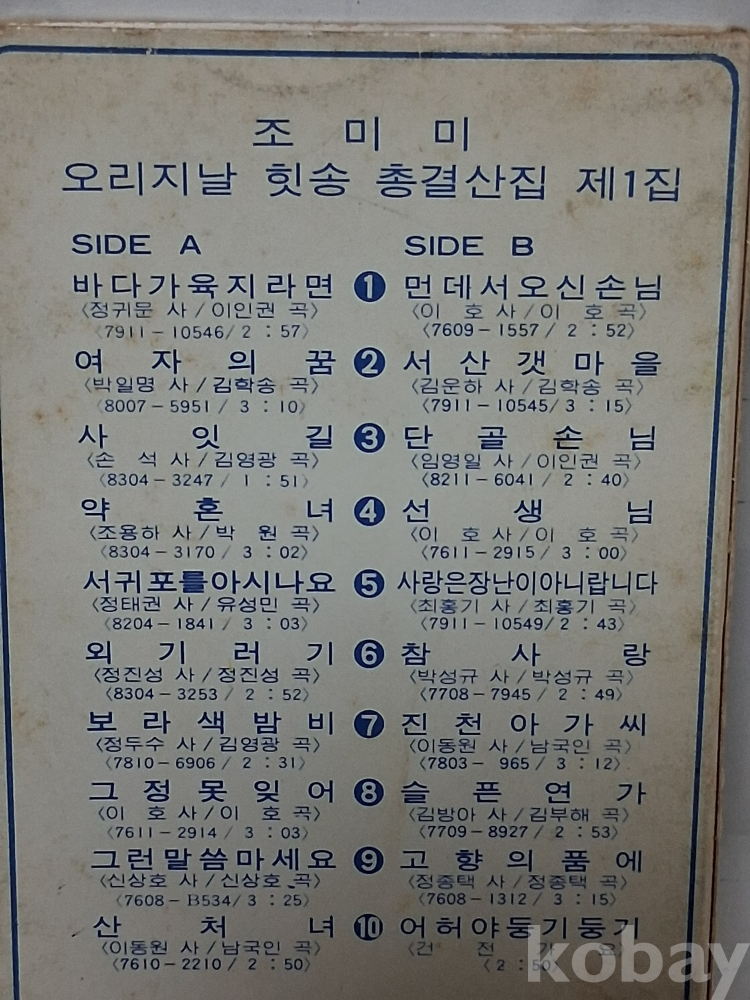 조 미 미
오리지날 힛송 총결산집 제1집
SIDE A
바다가육지라면 ❶
〈정귀문 사/이인권 곡〉
〈7911-10546/2:57〉
여 자 의 꿈 ❷
〈박일명 사/김학송 곡〉
〈8007-5951/3:10〉
사 잇 길 ❸
〈손 석 사/김영광 곡〉
〈8304-3247/1:51〉
약 혼 녀 ❹
〈조용하 사/박 원 곡〉
〈8304-3170/3:02〉
서귀포를아시나요 ❺
〈정태권 사/유성민 곡〉
〈8204-1841/3:03〉
외 기 러 기 ❻
〈정진성 사/정진성 곡〉
〈8304-3253/2:52〉
보 라 색 밤 비 ❼
〈정두수 사/김영광 곡〉
〈7810-6906/2:31〉
그 정 못 잊 어 ❽
〈이 호 사/이 호 곡〉
〈7611-2914/3:03〉
그런말씀마세요 ❾
〈신상호 사/신상호 곡〉
〈7608-B534/3:25〉
산 처 녀 ❿
〈이동원 사/남국인 곡〉
〈7610-2210/2:50〉
SIDE B
먼데서오신손님
〈이 호 사/이 호 곡〉
〈7609-1557/2:52〉
서 산 갯 마 을
〈김운하 사/김학송 곡〉
〈7911-10545/3:15〉
단 골 손 님
〈임영일 사/이인권 곡〉
〈8211-6041/2:40〉
선 생 님
〈이 호 사/이 호 곡〉
〈7611-2915/3:00〉
사랑은장난이아니랍니다
〈최홍기 사/최홍기 곡〉
〈7911-10549/2:43〉
참 사 랑
〈박성규 사/박성규 곡〉
〈7708-7945/2:49〉
진 천 아 가 씨
〈이동원 사/남국인 곡〉
〈7803-965/3:12〉
슬 픈 연 가
〈김방아 사/김부해 곡〉
〈7709-8927/2:53〉
고 향 의 품 에
〈정종택 사/정종택 곡〉
〈7608-1312/3:15〉
어허야둥기둥기
〈건 전 가 요〉
〈2:50〉
kobay